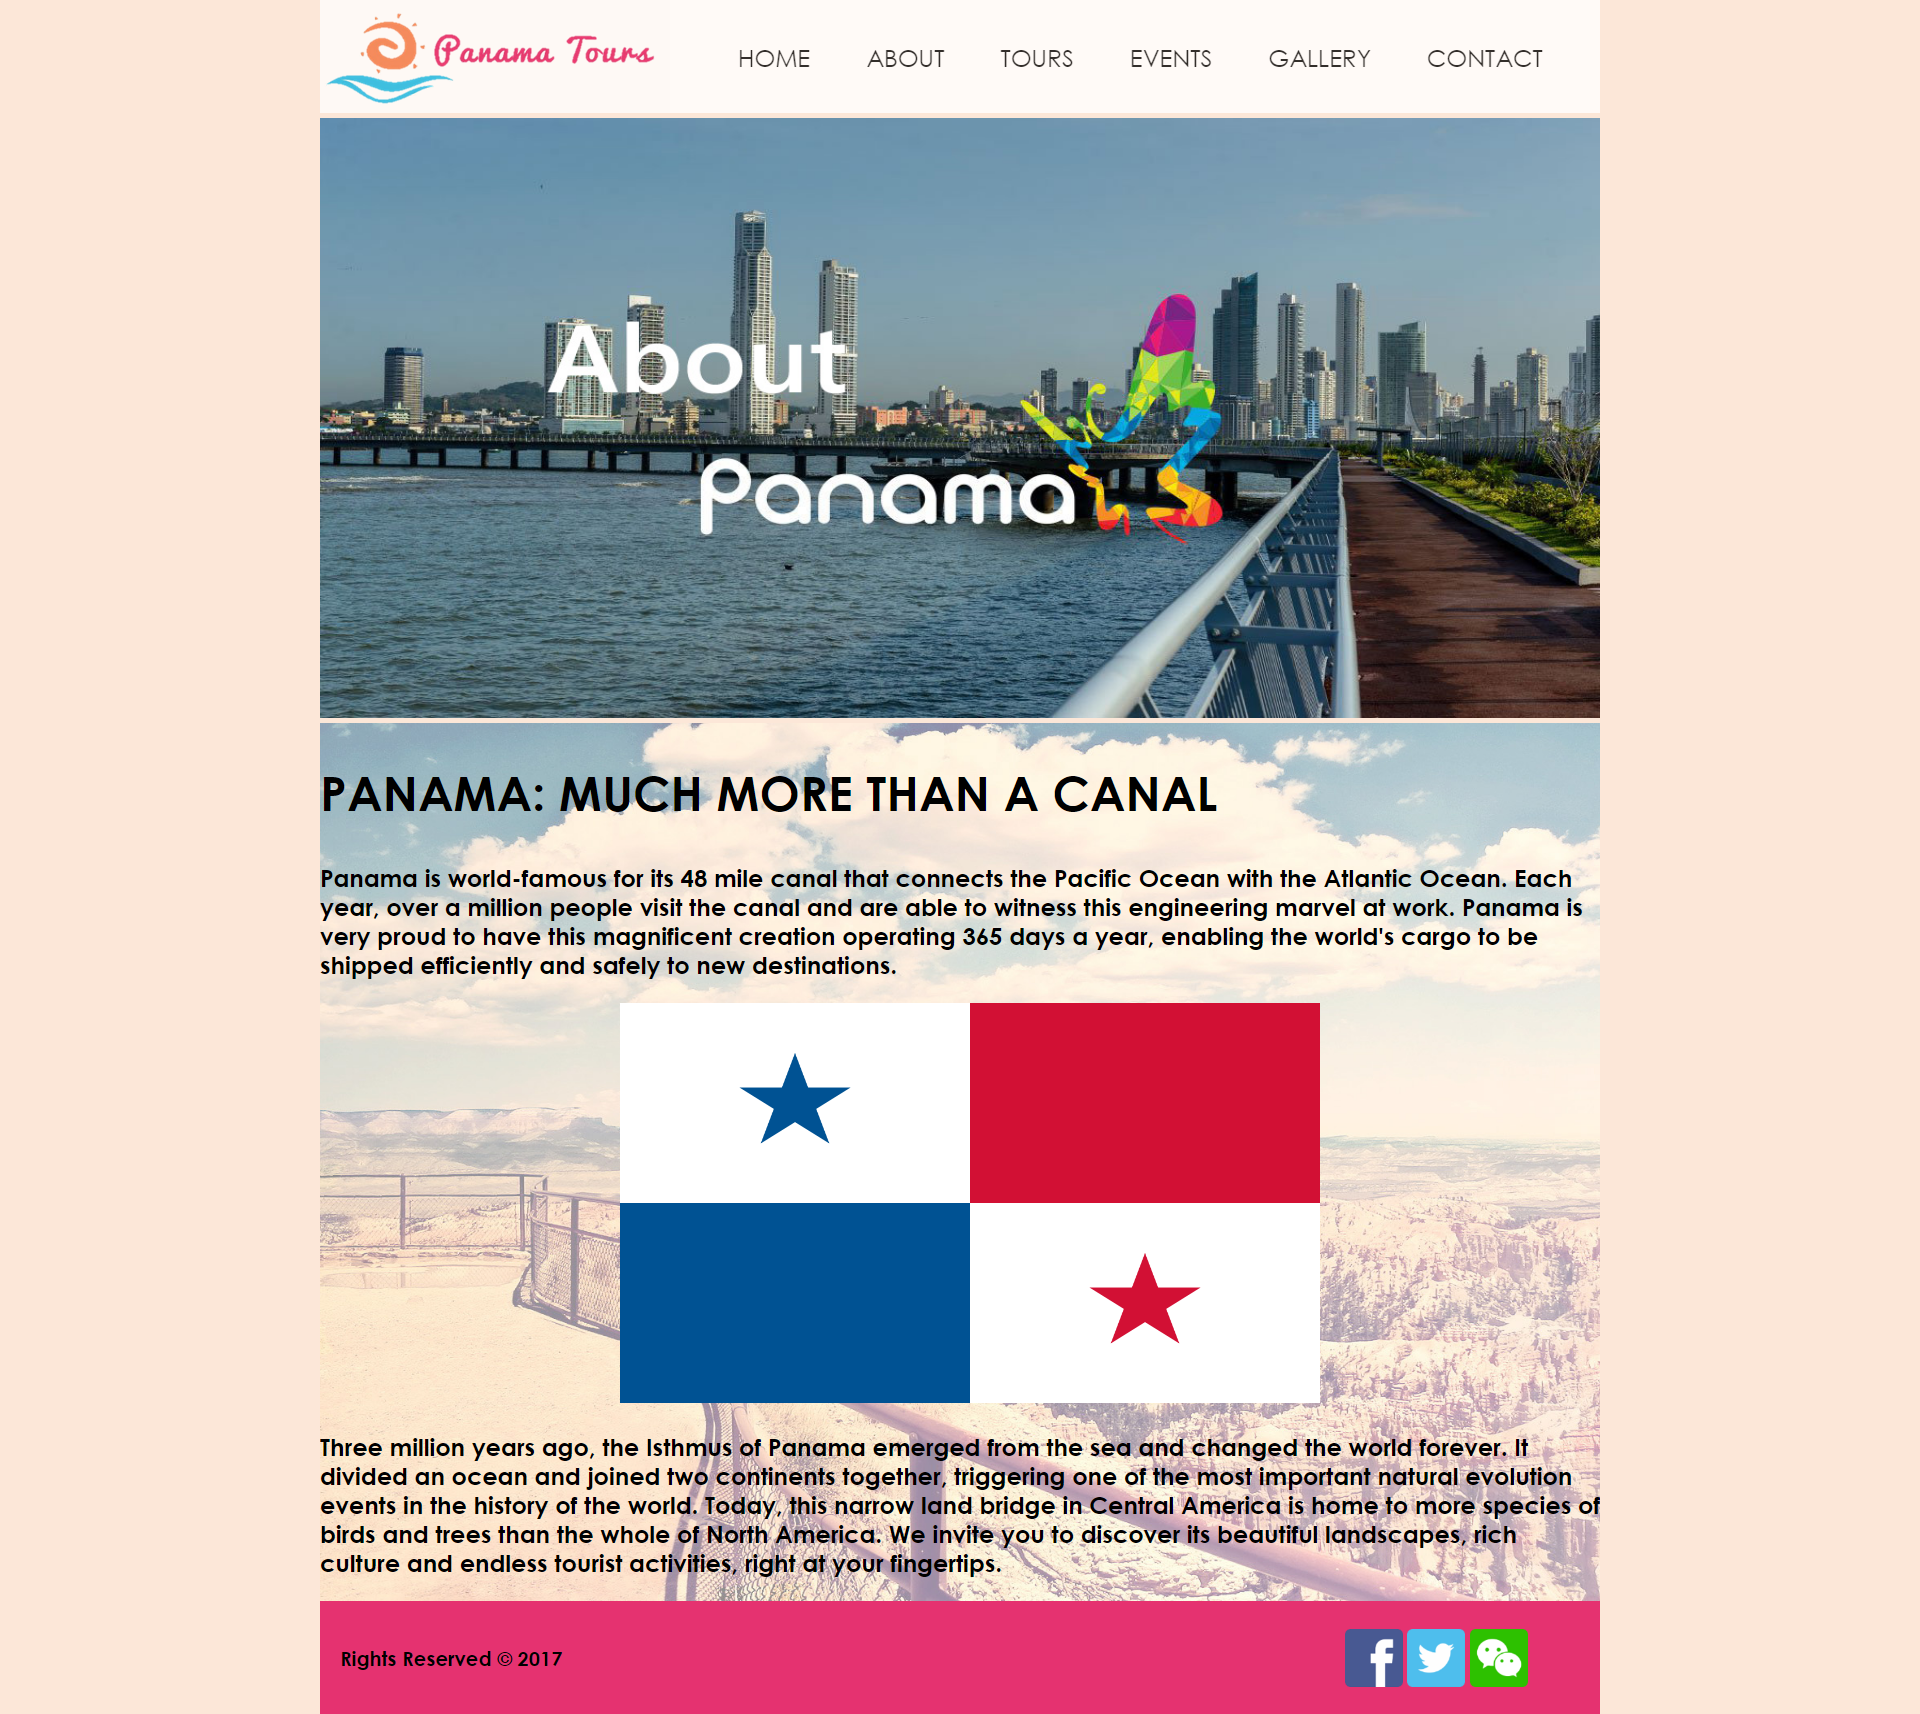 Panama Tours
HOME ABOUT TOURS EVENTS GALLERY CONTACT
About
Panama
PANAMA: MUCH MORE THAN A CANAL
Panama is world-famous for its 48 mile canal that connects the Pacific Ocean with the Atlantic Ocean. Each
year, over a million people visit the canal and are able to witness this engineering marvel at work. Panama is
very proud to have this magnificent creation operating 365 days a year, enabling the world's cargo to be
shipped efficiently and safely to new destinations.
Three million years ago, the Isthmus of Panama emerged from the sea and changed the world forever. It
divided an ocean and joined two continents together, triggering one of the most important natural evolution
events in the history of the world. Today, this narrow land bridge in Central America is home to more species of
birds and trees than the whole of North America. We invite you to discover its beautiful landscapes, rich
culture and endless tourist activities, right at your fingertips.
Rights Reserved © 2017